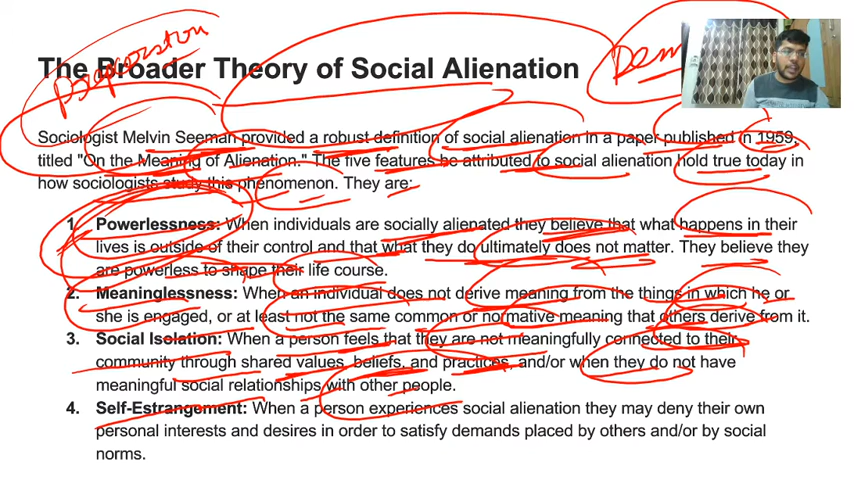 The Broader Theory of Social Alienation
Sociologist Melvin Seeman provided a robust definition of social alienation in a paper published in 1959,
titled "On the Meaning of Alienation." The five features he attributed to social alienation hold true today in
how sociologists study this phenomenon. They are:
1. Powerlessness: When individuals are socially alienated they believe that what happens in their
lives is outside of their control and that what they do ultimately does not matter. They believe they
are powerless to shape their life course.
2. Meaninglessness: When an individual does not derive meaning from the things in which he or
she is engaged, or at least not the same common or normative meaning that others derive from it.
3. Social Isolation: When a person feels that they are not meaningfully connected to their
community through shared values, beliefs, and practices, and/or when they do not have
meaningful social relationships with other people.
4. Self-Estrangement: When a person experiences social alienation they may deny their own
personal interests and desires in order to satisfy demands placed by others and/or by social
norms.